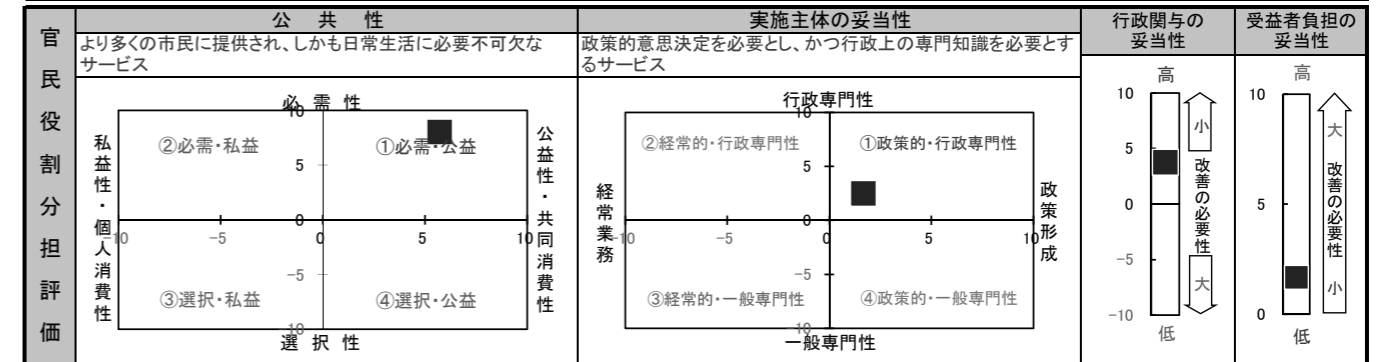 官民役割分担評価
公共性
より多くの市民に提供され、しかも日常生活に必要不可欠な
サービス
必需性
10
②必需・私益
①必需・公益
5
私益性・個人消費性
公益性・共同消費性
0
-10
-5
0
5
10
-5
③選択・私益
④選択・公益
-10
選択性
実施主体の妥当性
政策的意思決定を必要とし、かつ行政上の専門知識を必要とす
るサービス
行政専門性
10
②経常的・行政専門性
①政策的・行政専門性
5
経常業務
政策形成
0
-10
-5
0
5
10
-5
③経常的・一般専門性
④政策的・一般専門性
-10
一般専門性
行政関与の
妥当性
高
10
5
0
-5
-10
低
小
改善の必要性
大
受益者負担の
妥当性
高
10
5
0
低
大
改善の必要性
小